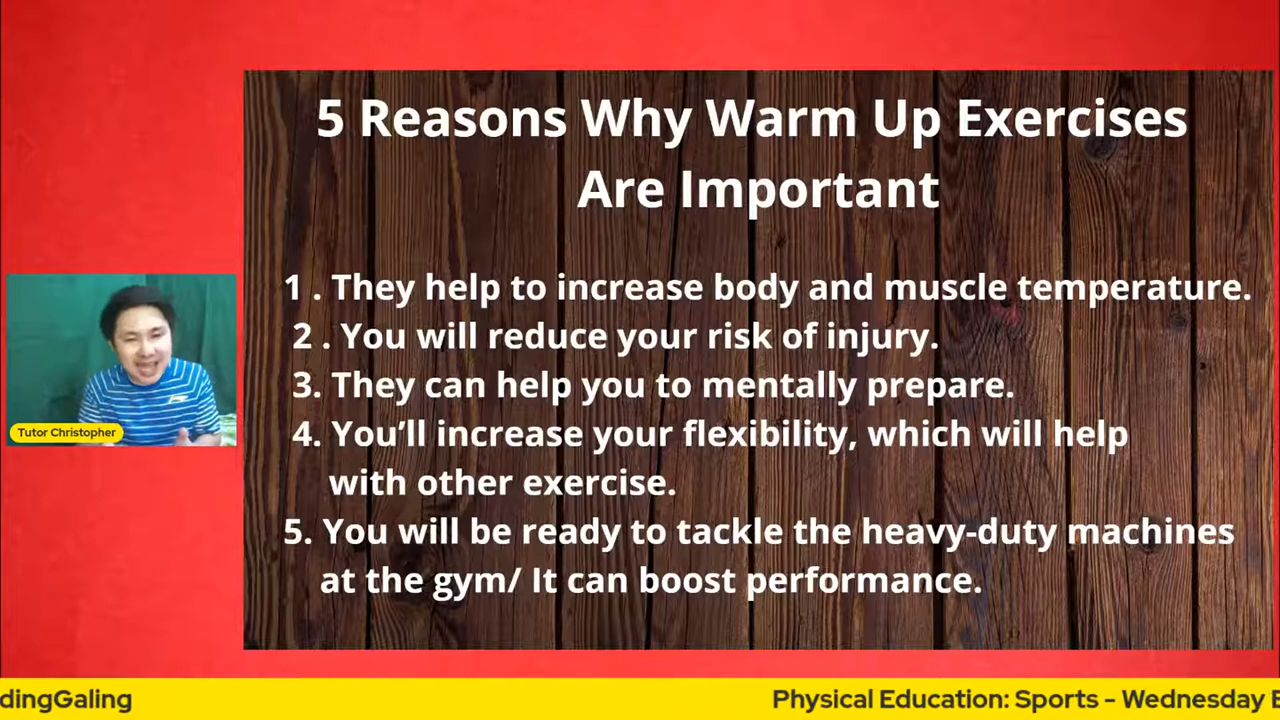 5 Reasons Why Warm Up Exercises
Are Important
1 . They help to increase body and muscle temperature.
2 . You will reduce your risk of injury.
3. They can help you to mentally prepare.
4. You’ll increase your flexibility, which will help
with other exercise.
5. You will be ready to tackle the heavy-duty machines
at the gym/ It can boost performance.
Tutor Christopher
dingGaling
Physical Education: Sports - Wednesday E